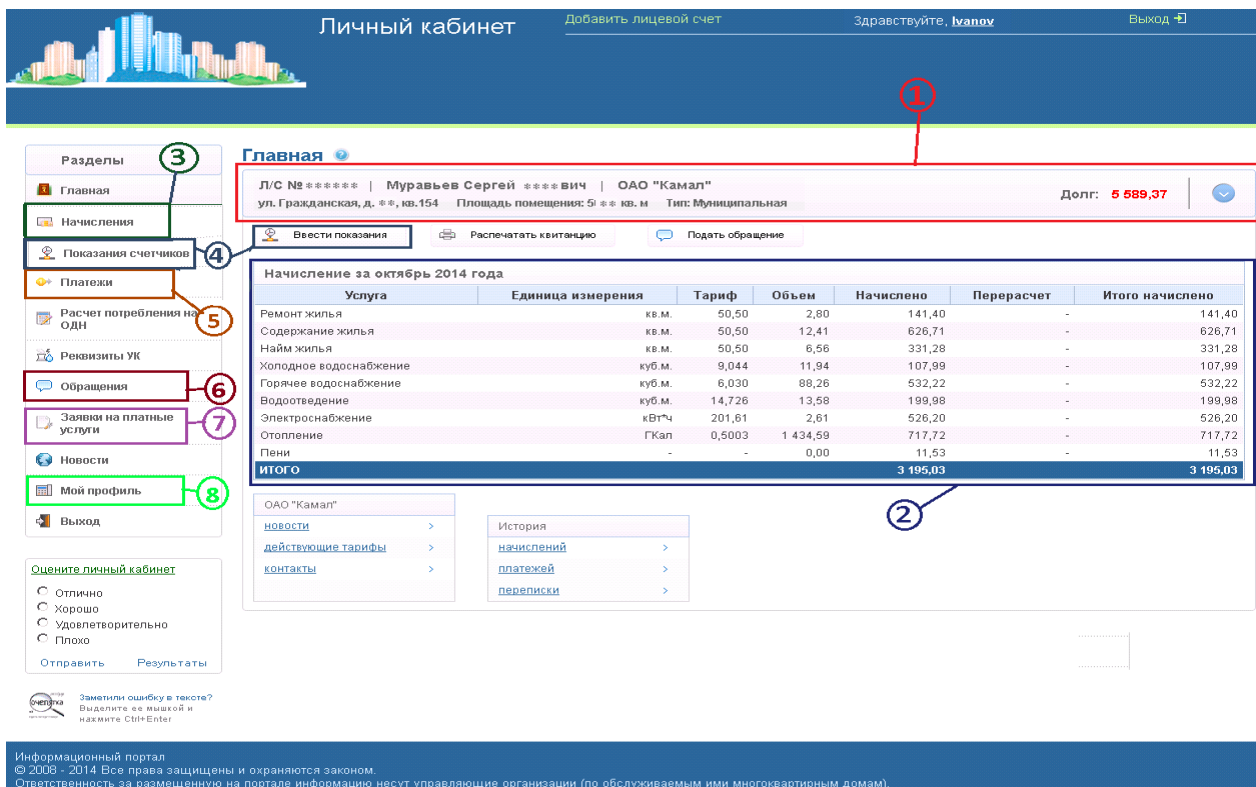 Личный кабинет
Добавить лицевой счет
Здравствуйте, Ivanov
Выход
1
Разделы
3
Главная
Начисления
Показания счетчиков
4
Платежи
5
Расчет потребления на
ОДН
Реквизиты УК
Обращения
6
Заявки на платные
услуги
7
Новости
Мой профиль
8
Выход
Оцените личный кабинет
Отлично
Хорошо
Удовлетворительно
Плохо
Отправить Результаты
очепятка
Заметили ошибку в тексте?
Выделите ее мышкой и
нажмите Ctrl+Enter
Главная ?
Л/С №****** | Муравьев Сергей ****вич | ОАО "Камал"
ул. Гражданская, д. **, кв.154 Площадь помещения: 5 ** кв. м Тип: Муниципальная
Долг: 5 589,37
Ввести показания Распечатать квитанцию Подать обращение
Начисление за октябрь 2014 года
Услуга Единица измерения Тариф Объем Начислено Перерасчет Итого начислено
Ремонт жилья кв.м. 50,50 2,80 141,40 - 141,40
Содержание жилья кв.м. 50,50 12,41 626,71 - 626,71
Найм жилья кв.м. 50,50 6,56 331,28 - 331,28
Холодное водоснабжение куб.м. 9,044 11,94 107,99 - 107,99
Горячее водоснабжение куб.м. 6,030 88,26 532,22 - 532,22
Водоотведение куб.м. 14,726 13,58 199,98 - 199,98
Электроснабжение кВт*ч 201,61 2,61 526,20 - 526,20
Отопление ГКал 0,5003 1 434,59 717,72 - 717,72
Пени - - 0,00 11,53 - 11,53
ИТОГО 3 195,03 3 195,03
2
ОАО "Камал"
новости >
действующие тарифы >
контакты >
История
начислений >
платежей >
переписки >
Информационный портал
© 2008 - 2014 Все права защищены и охраняются законом.
Ответственность за размещенную на портале информацию несут управляющие организации (по обслуживаемым ими многоквартирным домам).